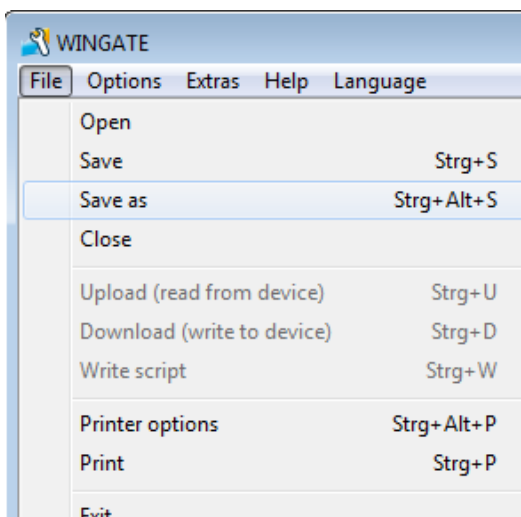 WINGATE
File Options Extras Help Language
Open
Save Strg+S
Save as Strg+Alt+S
Close
Upload (read from device) Strg+U
Download (write to device) Strg+D
Write script Strg+W
Printer options Strg+Alt+P
Print Strg+P
Exit